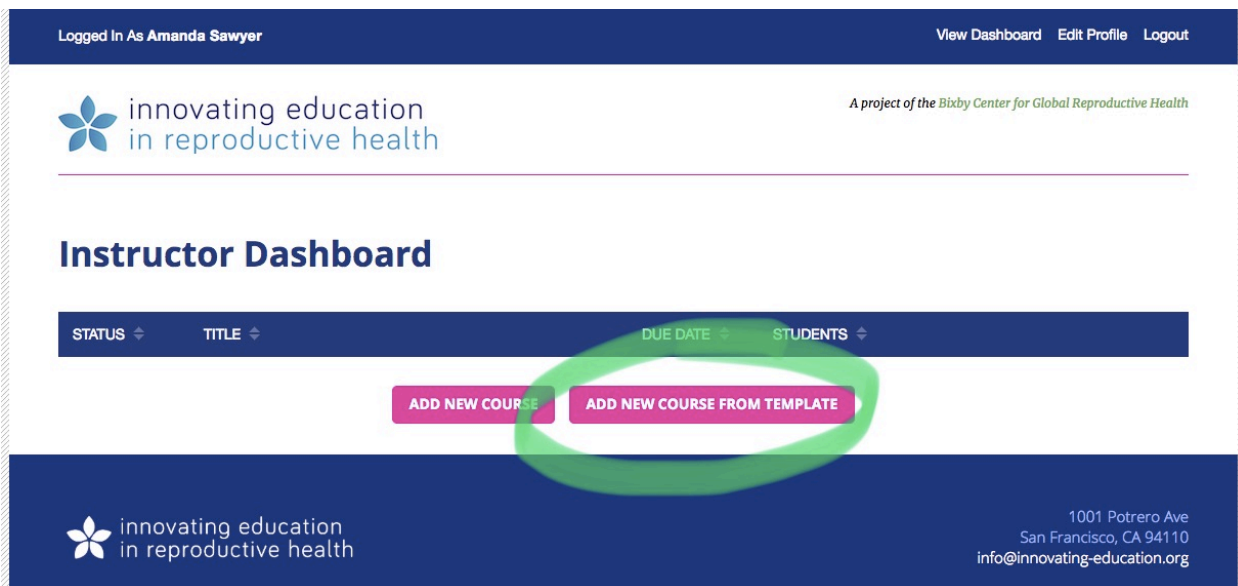 Logged In As Amanda Sawyer
View Dashboard Edit Profile Logout
innovating education
in reproductive health
A project of the Bixby Center for Global Reproductive Health
Instructor Dashboard
STATUS TITLE DUE DATE STUDENTS
ADD NEW COURSE ADD NEW COURSE FROM TEMPLATE
innovating education
in reproductive health
1001 Potrero Ave
San Francisco, CA 94110
info@innovating-education.org